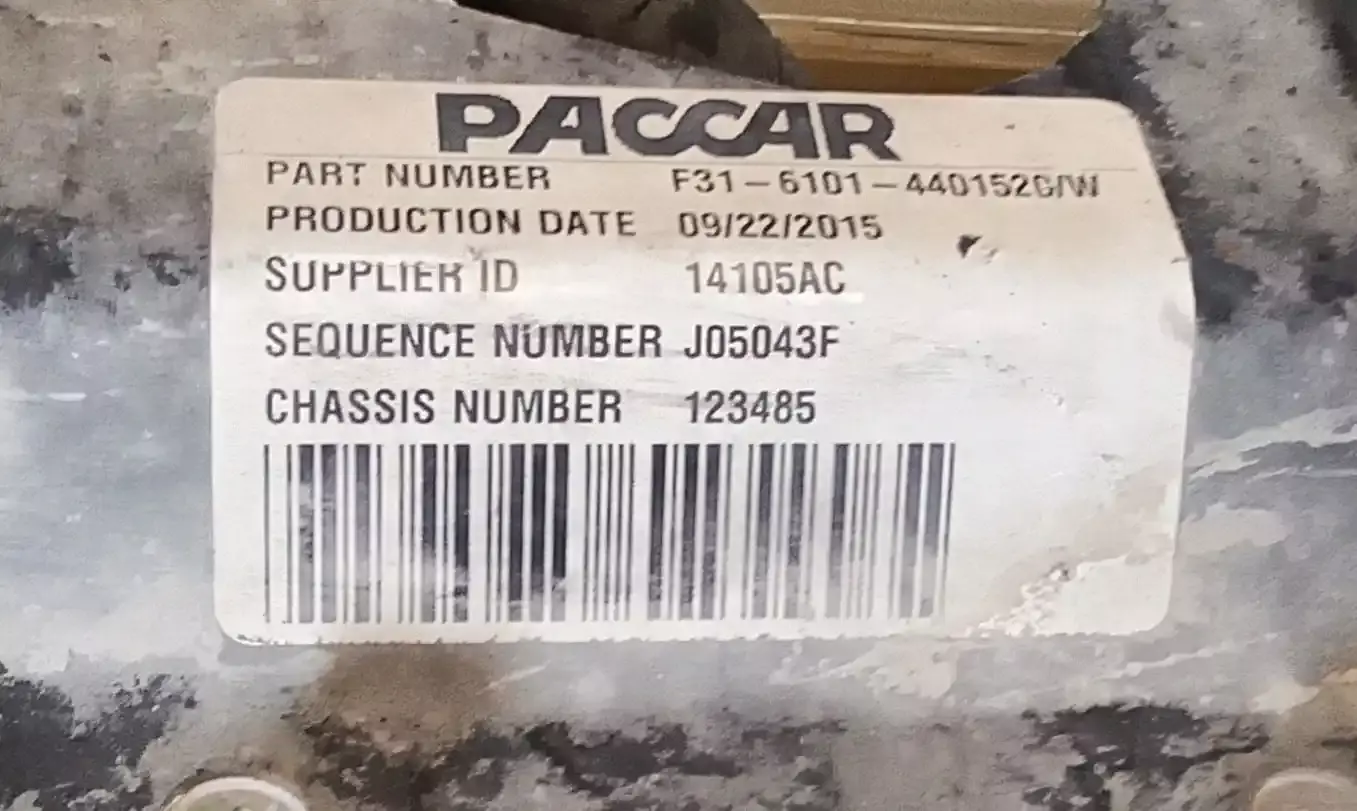 PACCAR
PART NUMBER F31-6101-440152G/W
PRODUCTION DATE 09/22/2015
SUPPLIER ID 14105AC
SEQUENCE NUMBER J05043F
CHASSIS NUMBER 123485